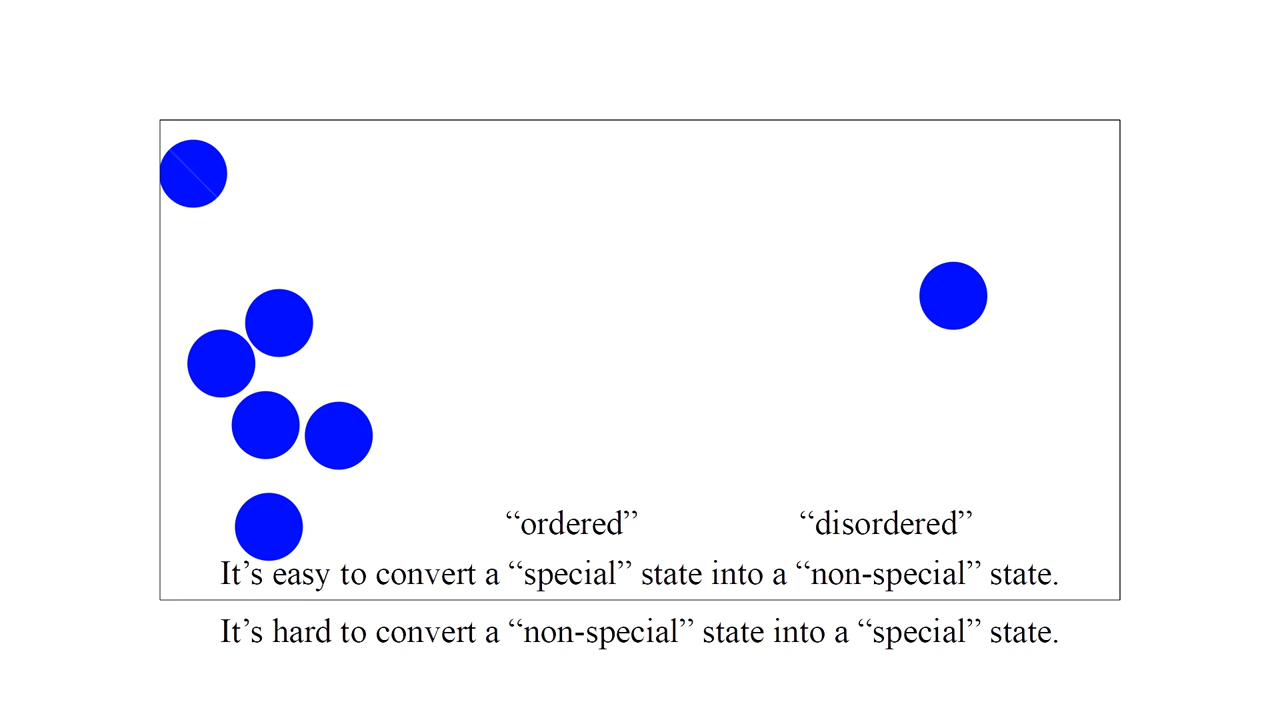 “ordered” “disordered”
It’s easy to convert a “special” state into a “non-special” state.
It’s hard to convert a “non-special” state into a “special” state.